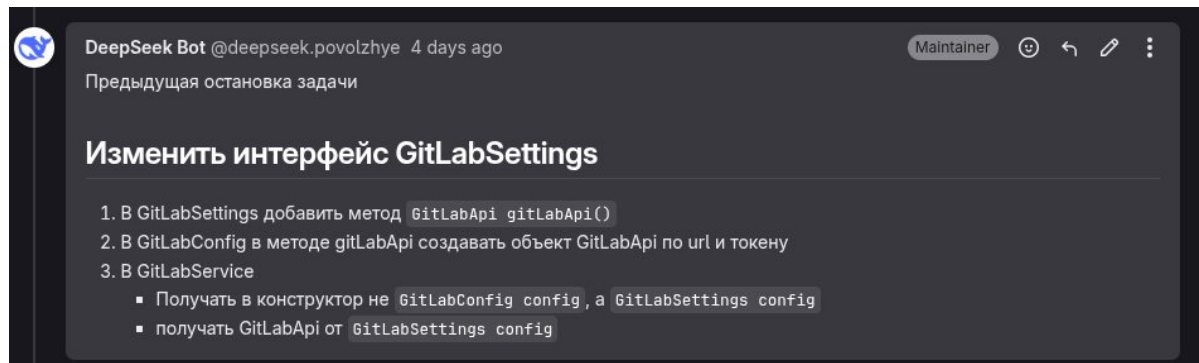 DeepSeek Bot @deepseek.povolzhye 4 days ago Maintainer
Предыдущая остановка задачи
Изменить интерфейс GitLabSettings
1. В GitLabSettings добавить метод GitLabApi gitLabApi()
2. В GitLabConfig в методе gitLabApi создавать объект GitLabApi по url и токену
3. В GitLabService
▪ Получать в конструктор не GitLabConfig config, а GitLabSettings config
▪ получать GitLabApi от GitLabSettings config